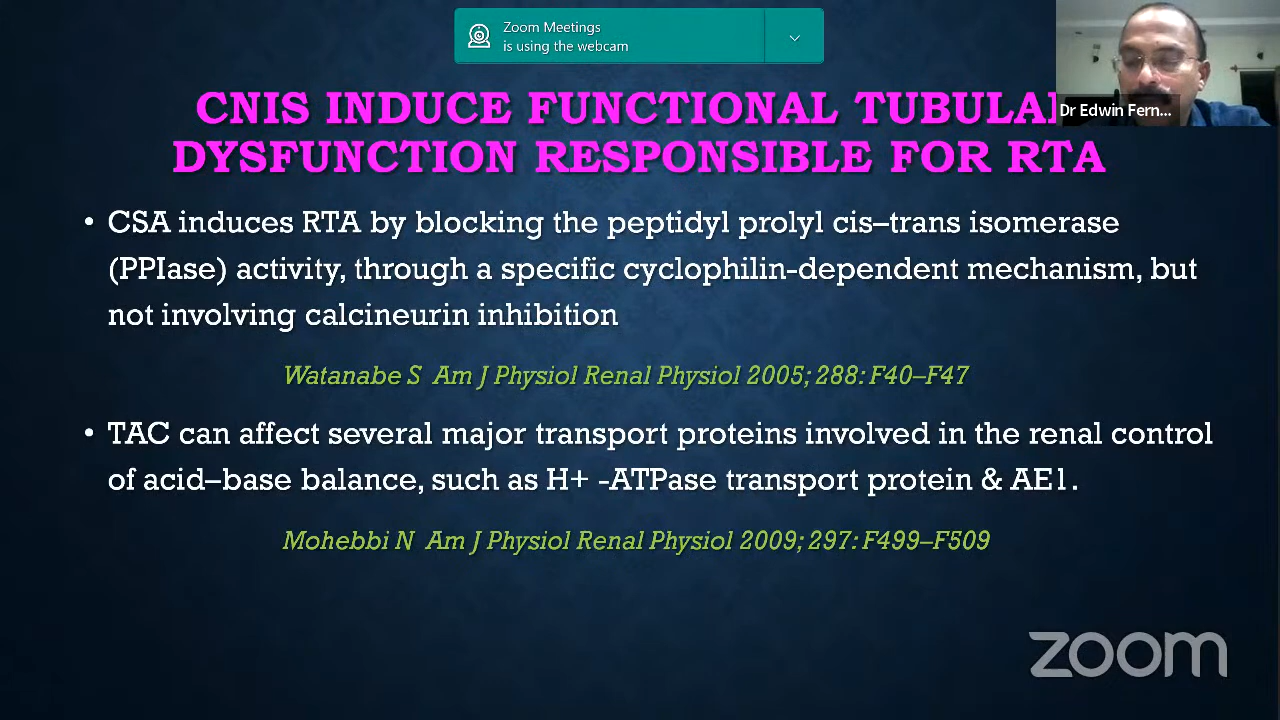 Zoom Meetings
is using the webcam
CNIS INDUCE FUNCTIONAL TUBULAR
Dr Edwin Fern...
DYSFUNCTION RESPONSIBLE FOR RTA
• CSA induces RTA by blocking the peptidyl prolyl cis–trans isomerase
(PPIase) activity, through a specific cyclophilin-dependent mechanism, but
not involving calcineurin inhibition
Watanabe S Am J Physiol Renal Physiol 2005; 288: F40–F47
• TAC can affect several major transport proteins involved in the renal control
of acid–base balance, such as H+ -ATPase transport protein & AE1.
Mohebbi N Am J Physiol Renal Physiol 2009; 297: F499–F509
zoom